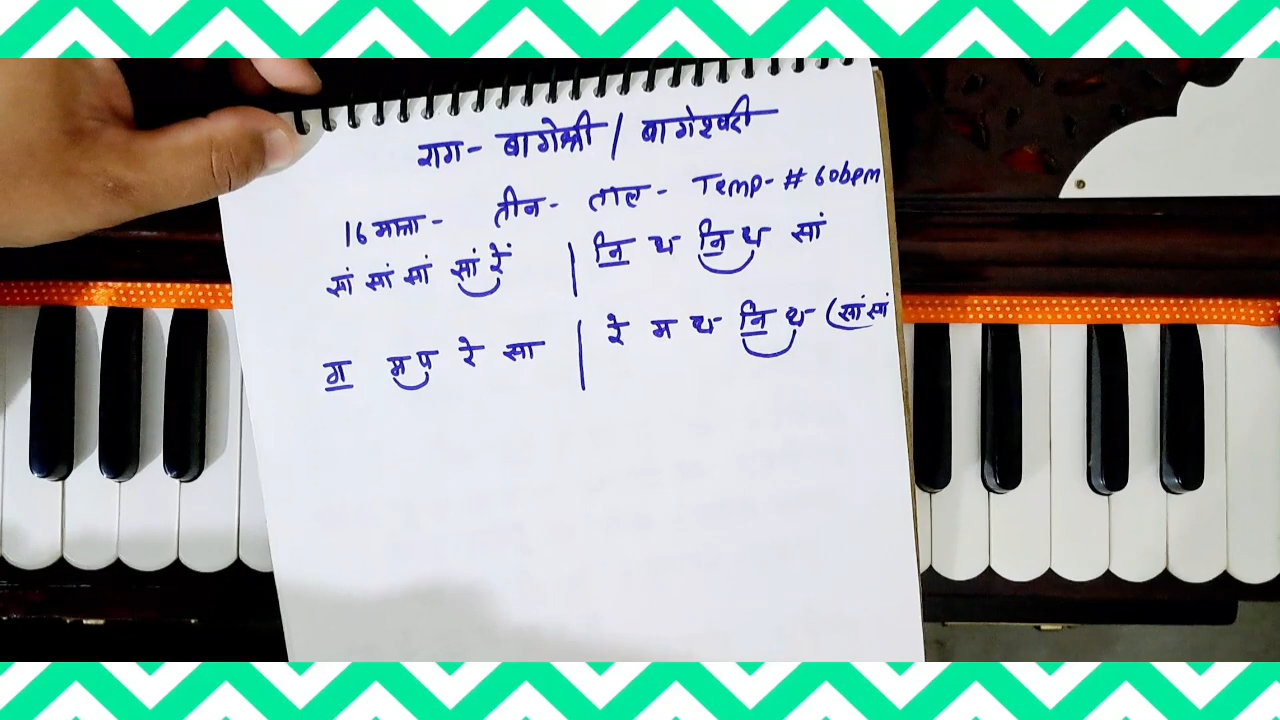 राग- बागेश्री / बागेश्वरी
16 मात्रा- तीन- ताल- Temp- # 60bpm
सां सां सां सां रें | नि ध नि ध सां
ग म प रे सा | रे म ध नि ध (सां सां